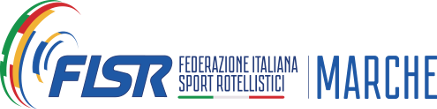 FISR
FEDERAZIONE ITALIANA
SPORT ROTELLISTICI
MARCHE